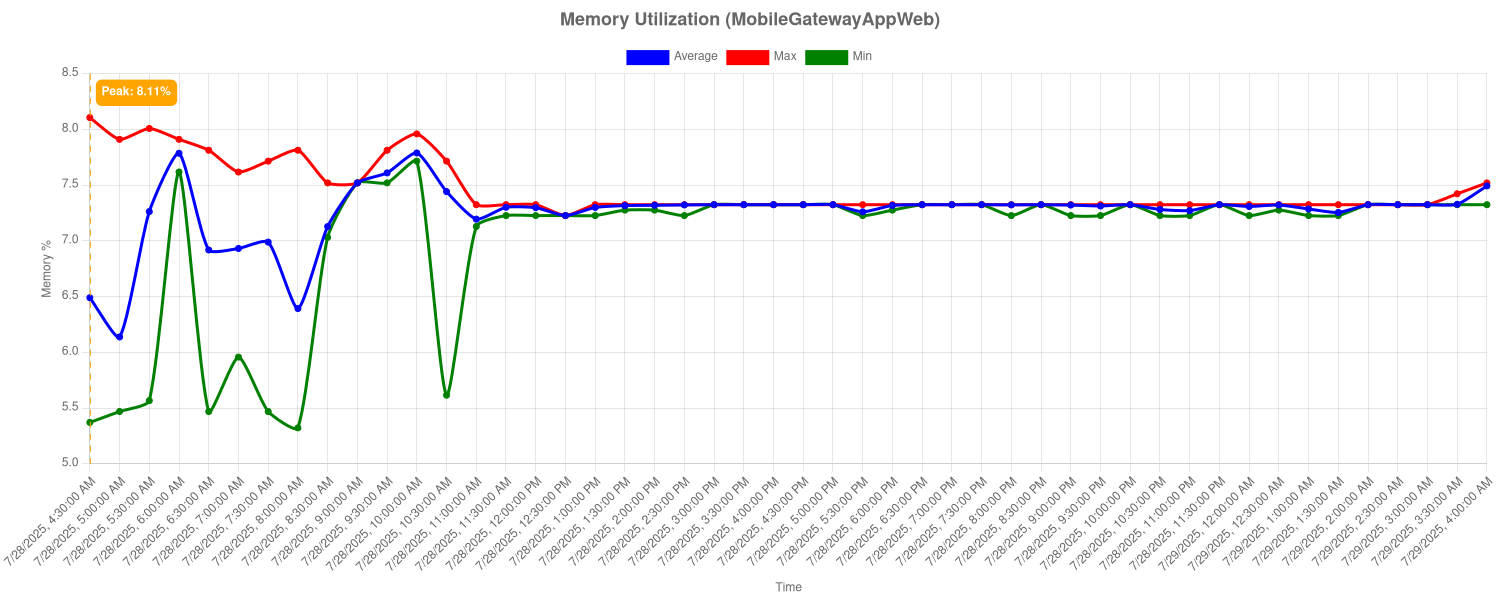 Memory Utilization (MobileGatewayAppWeb)
Average Max Min
8.5
Peak: 8.11%
8.0
7.5
7.0
6.5
6.0
5.5
5.0
Memory %
7/28/2025, 4:30:00 AM
7/28/2025, 5:00:00 AM
7/28/2025, 5:30:00 AM
7/28/2025, 6:00:00 AM
7/28/2025, 6:30:00 AM
7/28/2025, 7:00:00 AM
7/28/2025, 7:30:00 AM
7/28/2025, 8:00:00 AM
7/28/2025, 8:30:00 AM
7/28/2025, 9:00:00 AM
7/28/2025, 9:30:00 AM
7/28/2025, 10:00:00 AM
7/28/2025, 10:30:00 AM
7/28/2025, 11:00:00 AM
7/28/2025, 11:30:00 AM
7/28/2025, 12:00:00 PM
7/28/2025, 12:30:00 PM
7/28/2025, 1:00:00 PM
7/28/2025, 1:30:00 PM
7/28/2025, 2:00:00 PM
7/28/2025, 2:30:00 PM
7/28/2025, 3:00:00 PM
7/28/2025, 3:30:00 PM
7/28/2025, 4:00:00 PM
7/28/2025, 4:30:00 PM
7/28/2025, 5:00:00 PM
7/28/2025, 5:30:00 PM
7/28/2025, 6:00:00 PM
7/28/2025, 6:30:00 PM
7/28/2025, 7:00:00 PM
7/28/2025, 7:30:00 PM
7/28/2025, 8:00:00 PM
7/28/2025, 8:30:00 PM
7/28/2025, 9:00:00 PM
7/28/2025, 9:30:00 PM
7/28/2025, 10:00:00 PM
7/28/2025, 10:30:00 PM
7/28/2025, 11:00:00 PM
7/28/2025, 11:30:00 PM
7/29/2025, 12:00:00 AM
7/29/2025, 12:30:00 AM
7/29/2025, 1:00:00 AM
7/29/2025, 1:30:00 AM
7/29/2025, 2:00:00 AM
7/29/2025, 2:30:00 AM
7/29/2025, 3:00:00 AM
7/29/2025, 3:30:00 AM
7/29/2025, 4:00:00 AM
Time